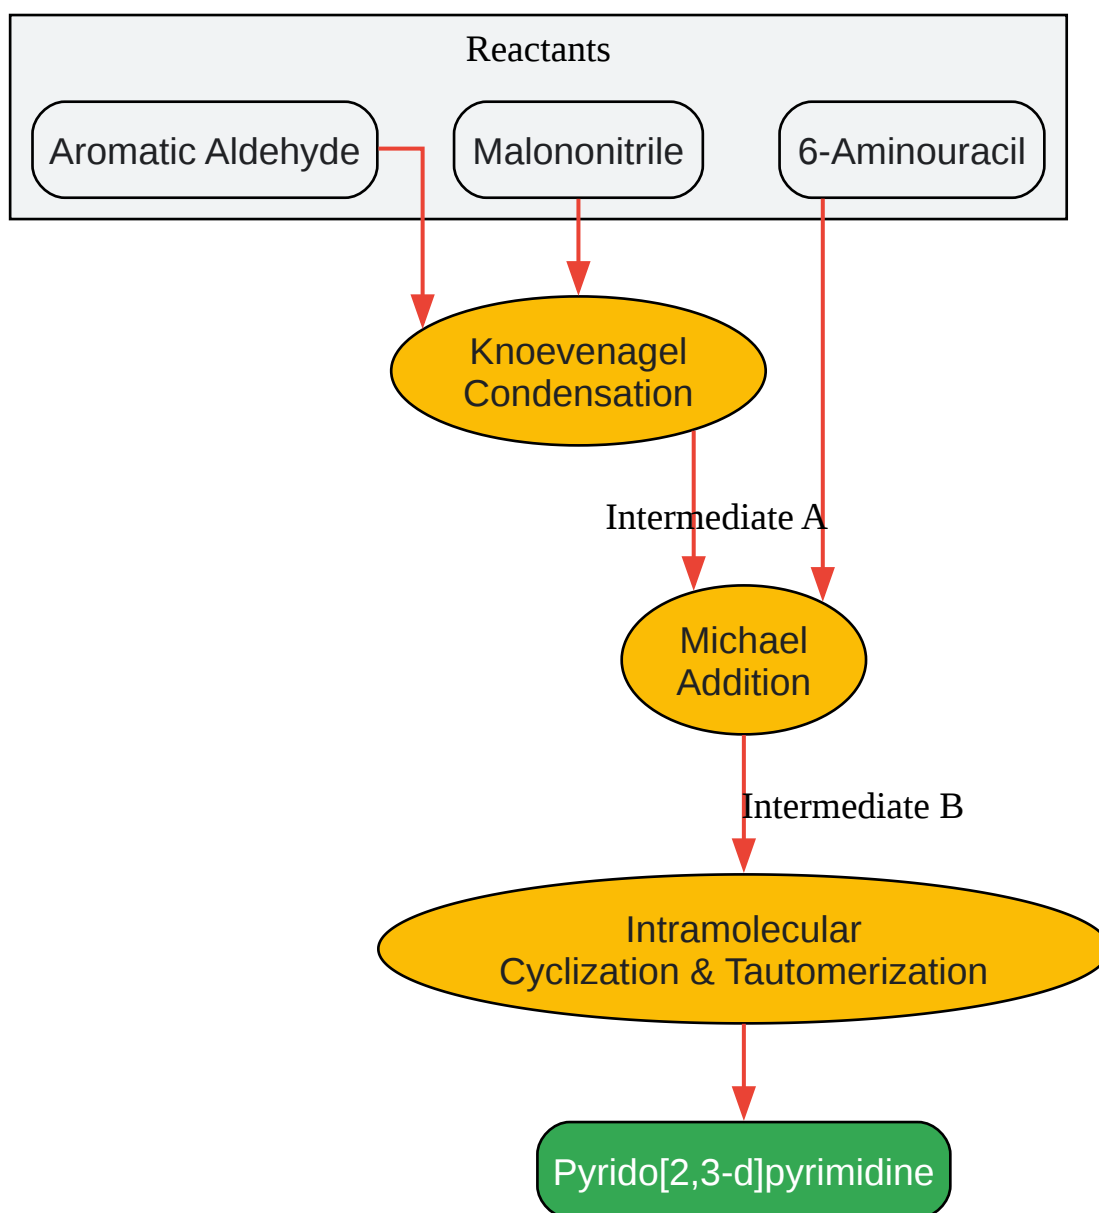 Reactants
Aromatic Aldehyde
Malononitrile
6-Aminouracil
Knoevenagel
Condensation
Intermediate A
Michael
Addition
Intermediate B
Intramolecular
Cyclization & Tautomerization
Pyrido[2,3-d]pyrimidine